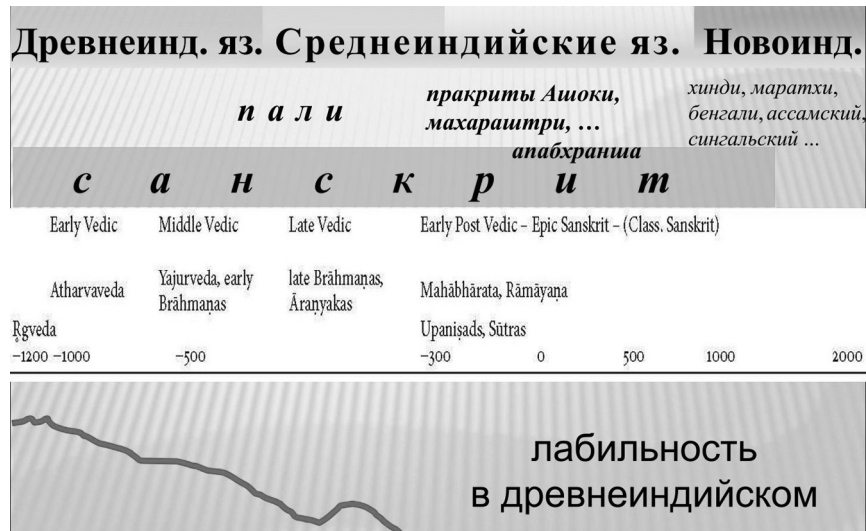 Древнеинд. яз. Среднеиндийские яз. Новоинд.
пали
пракриты Ашоки,
махараштри, …
апабхранша
хинди, маратхи,
бенгали, ассамский,
сингальский …
санскрит
Early Vedic Middle Vedic Late Vedic Early Post Vedic – Epic Sanskrit – (Class. Sanskrit)
Atharvaveda
Yajurveda, early
Brāhmaṇas
late Brāhmaṇas,
Āraṇyakas
Mahābhārata, Rāmāyaṇa
Ṛgveda Upaniṣads, Sūtras
−1200 −1000 −500 −300 0 500 1000 2000
лабильность
в древнеиндийском